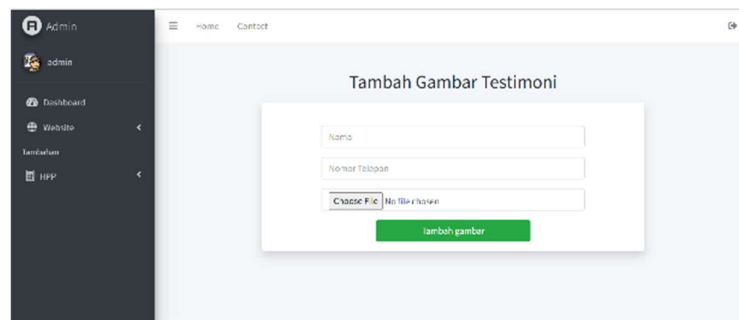 Admin
Home Contact
admin
Tambah Gambar Testimoni
Dashboard
Website
Tambahan
HPP
Nama
Nomor Telepon
Choose File No file chosen
Tambah gambar